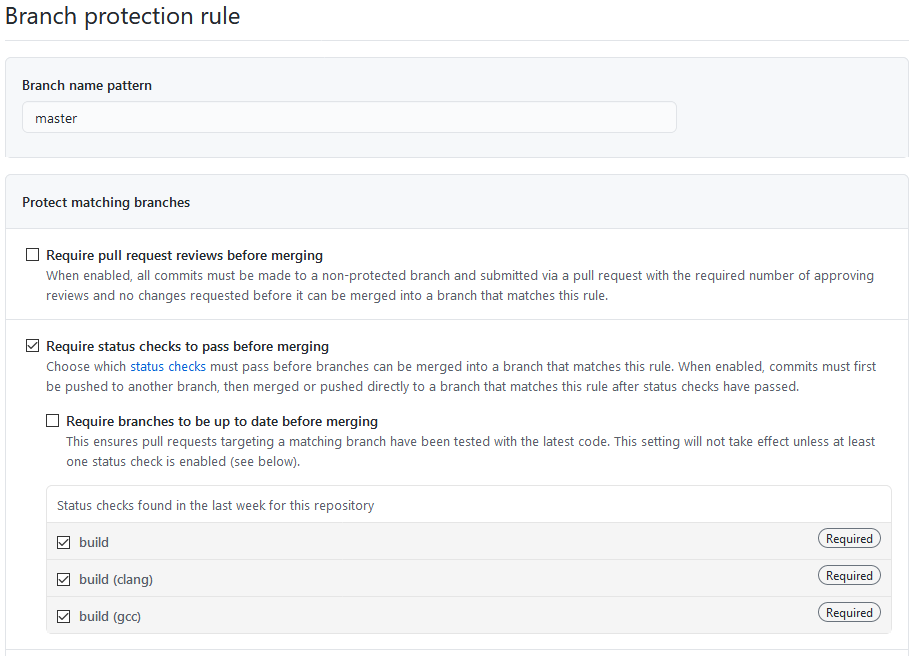 Branch protection rule
Branch name pattern
master
Protect matching branches
Require pull request reviews before merging
When enabled, all commits must be made to a non-protected branch and submitted via a pull request with the required number of approving
reviews and no changes requested before it can be merged into a branch that matches this rule.
Require status checks to pass before merging
Choose which status checks must pass before branches can be merged into a branch that matches this rule. When enabled, commits must first
be pushed to another branch, then merged or pushed directly to a branch that matches this rule after status checks have passed.
Require branches to be up to date before merging
This ensures pull requests targeting a matching branch have been tested with the latest code. This setting will not take effect unless at least
one status check is enabled (see below).
Status checks found in the last week for this repository
build Required
build (clang) Required
build (gcc) Required